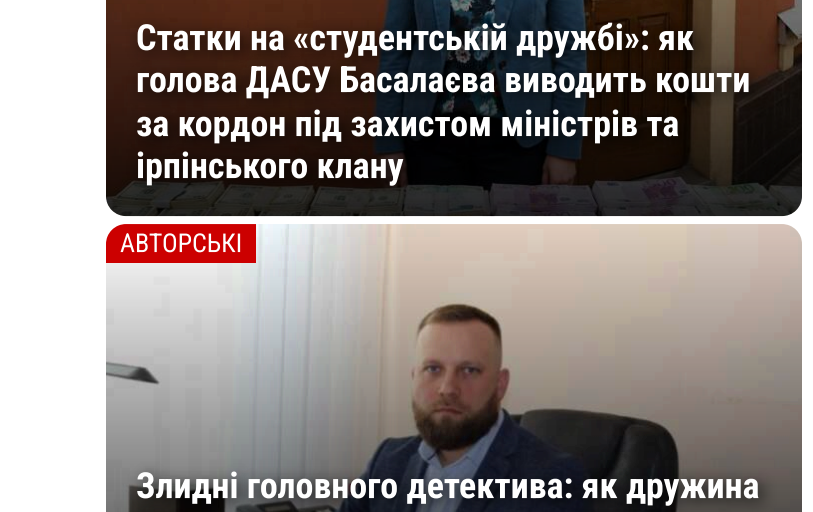 Статки на «студентській дружбі»: як
голова ДАСУ Басалаєва виводить кошти
за кордон під захистом міністрів та
ірпінського клану
АВТОРСЬКІ
Злидні головного детектива: як дружина